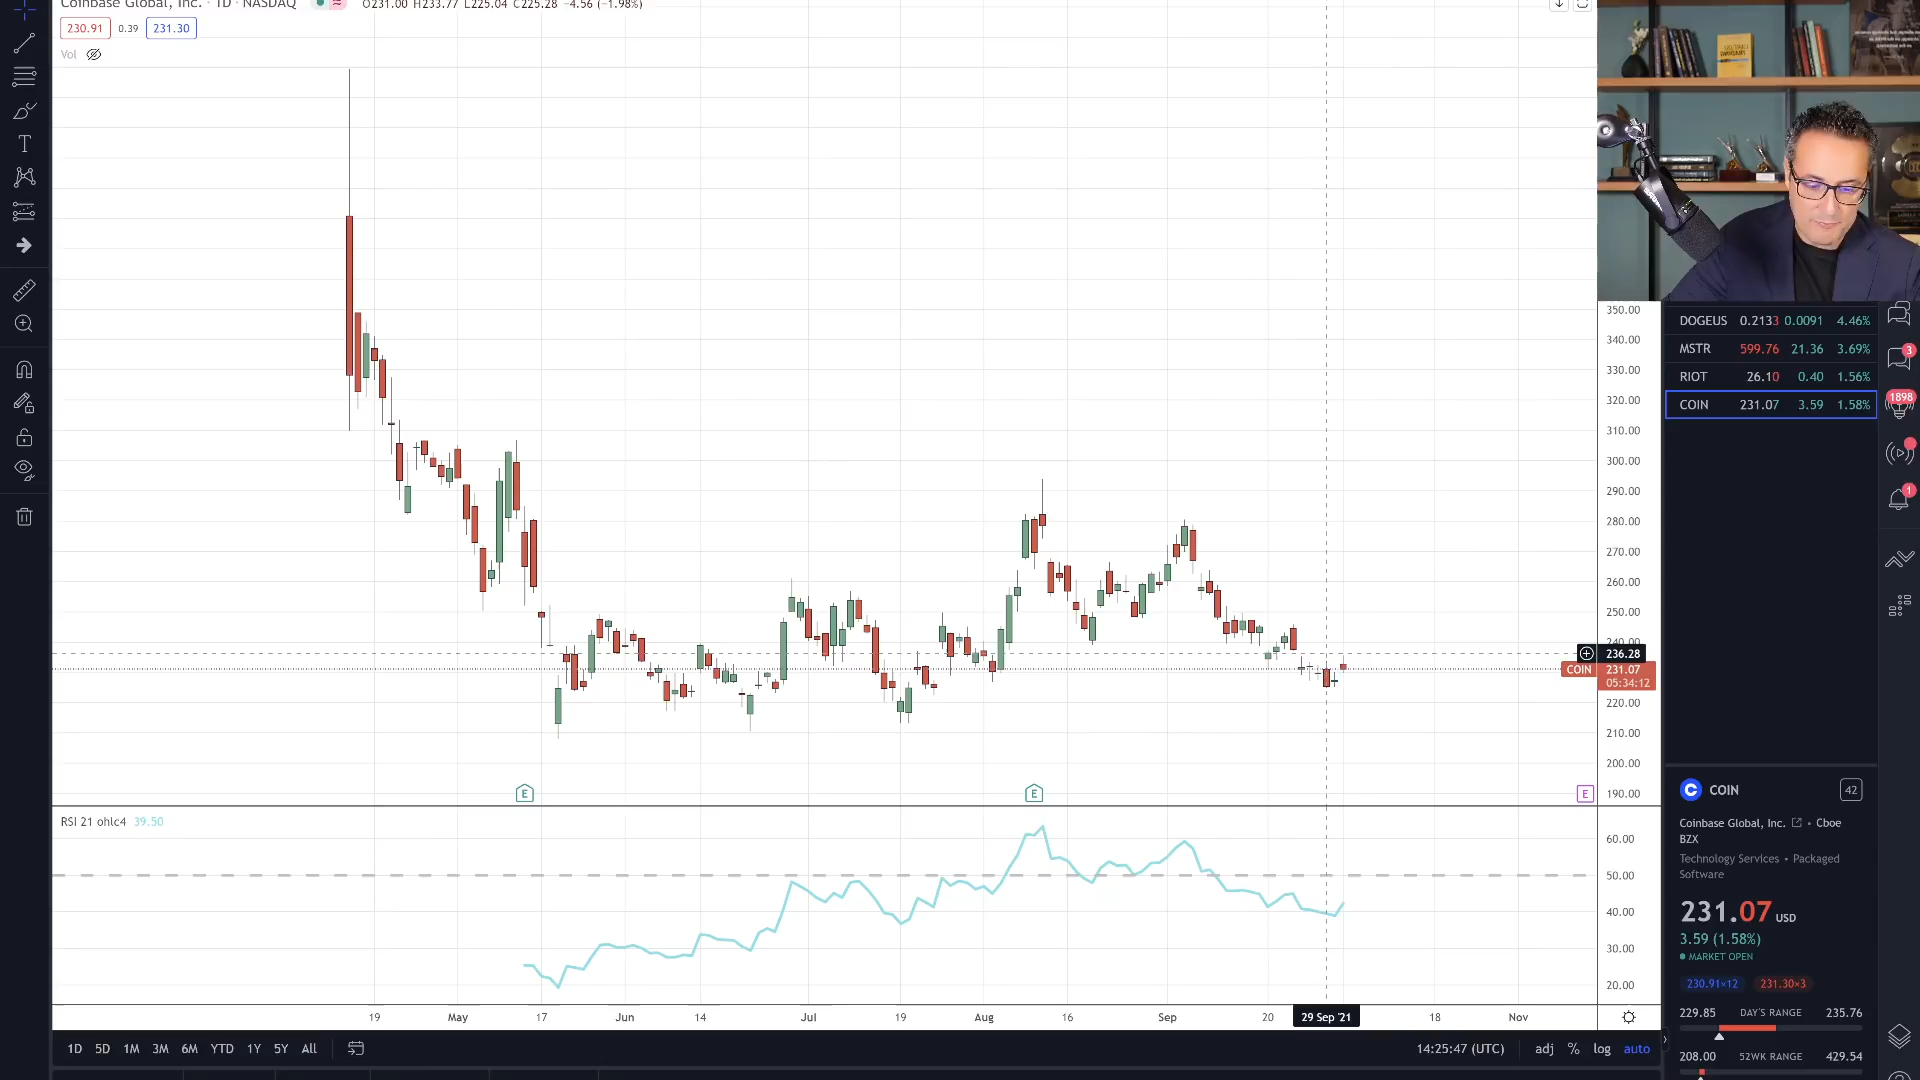 Coinbase Global, Inc. · 1D · NASDAQ O231.00 H233.77 L225.04 C225.28 −4.56 (−1.98%)
230.91 0.39 231.30
Vol
350.00
340.00
330.00
320.00
310.00
300.00
290.00
280.00
270.00
260.00
250.00
240.00
236.28
COIN 231.07
05:34:12
220.00
210.00
200.00
190.00
E E E
RSI 21 ohlc4 39.50
60.00
50.00
40.00
30.00
20.00
19 May 17 Jun 14 Jul 19 Aug 16 Sep 20 29 Sep '21 18 Nov
1D 5D 1M 3M 6M YTD 1Y 5Y All 14:25:47 (UTC) adj % log auto
DOGEUS 0.2133 0.0091 4.46%
MSTR 599.76 21.36 3.69%
RIOT 26.10 0.40 1.56%
COIN 231.07 3.59 1.58%
3
1898
1
COIN 42
Coinbase Global, Inc. • Cboe
BZX
Technology Services • Packaged
Software
231.07 USD
3.59 (1.58%)
MARKET OPEN
230.91×12 231.30×3
229.85 DAY'S RANGE 235.76
208.00 52WK RANGE 429.54